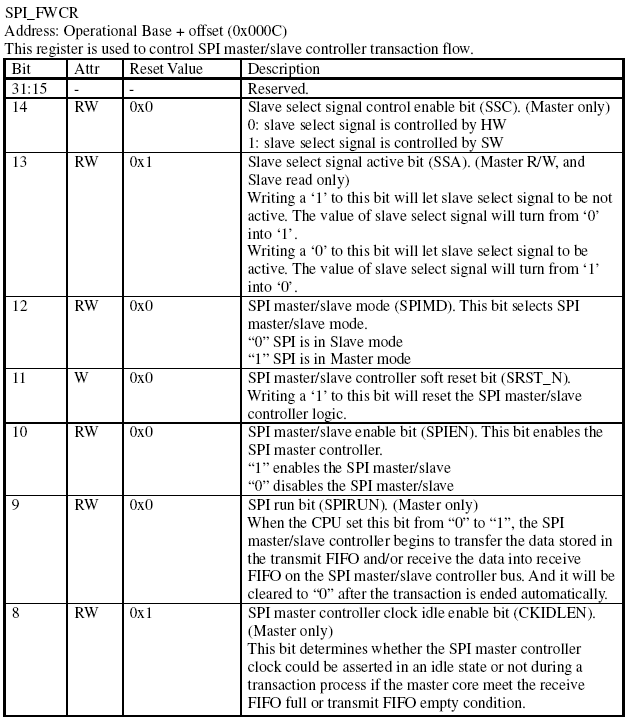 SPI_FWCR
Address: Operational Base + offset (0x000C)
This register is used to control SPI master/slave controller transaction flow.
Bit Attr Reset Value Description
31:15 - - Reserved.
14 RW 0x0 Slave select signal control enable bit (SSC). (Master only)
0: slave select signal is controlled by HW
1: slave select signal is controlled by SW
13 RW 0x1 Slave select signal active bit (SSA). (Master R/W, and
Slave read only)
Writing a ‘1’ to this bit will let slave select signal to be not
active. The value of slave select signal will turn from ‘0’
into ‘1’.
Writing a ‘0’ to this bit will let slave select signal to be
active. The value of slave select signal will turn from ‘1’
into ‘0’.
12 RW 0x0 SPI master/slave mode (SPIMD). This bit selects SPI
master/slave mode.
“0” SPI is in Slave mode
“1” SPI is in Master mode
11 W 0x0 SPI master/slave controller soft reset bit (SRST_N).
Writing a ‘1’ to this bit will reset the SPI master/slave
controller logic.
10 RW 0x0 SPI master/slave enable bit (SPIEN). This bit enables the
SPI master controller.
“1” enables the SPI master/slave
“0” disables the SPI master/slave
9 RW 0x0 SPI run bit (SPIRUN). (Master only)
When the CPU set this bit from “0” to “1”, the SPI
master/slave controller begins to transfer the data stored in
the transmit FIFO and/or receive the data into receive
FIFO on the SPI master/slave controller bus. And it will be
cleared to “0” after the transaction is ended automatically.
8 RW 0x1 SPI master controller clock idle enable bit (CKIDLEN).
(Master only)
This bit determines whether the SPI master controller
clock could be asserted in an idle state or not during a
transaction process if the master core meet the receive
FIFO full or transmit FIFO empty condition.